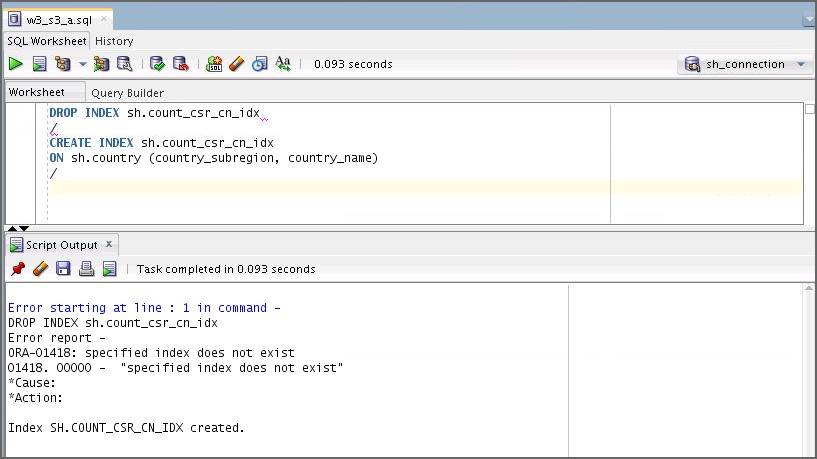 w3_s3_a.sql
SQL Worksheet History
0.093 seconds
sh_connection
Worksheet Query Builder
DROP INDEX sh.count_csr_cn_idx
/
CREATE INDEX sh.count_csr_cn_idx
ON sh.country (country_subregion, country_name)
/
Script Output x
Task completed in 0.093 seconds
Error starting at line : 1 in command -
DROP INDEX sh.count_csr_cn_idx
Error report -
ORA-01418: specified index does not exist
01418. 00000 -  "specified index does not exist"
*Cause:
*Action:
Index SH.COUNT_CSR_CN_IDX created.